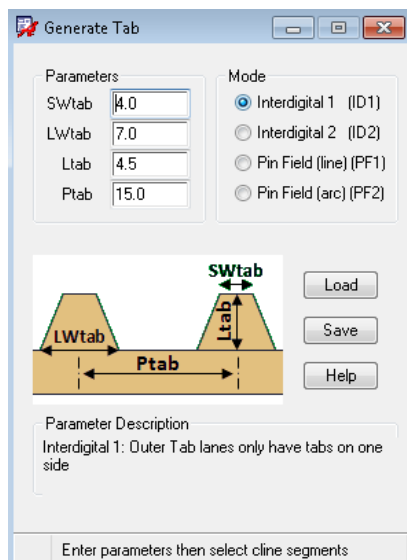 Generate Tab
Parameters
SWtab 4.0
LWtab 7.0
Ltab 4.5
Ptab 15.0
Mode
Interdigital 1 (ID1)
Interdigital 2 (ID2)
Pin Field (line) (PF1)
Pin Field (arc) (PF2)
SWtab
Ltab
LWtab
Ptab
Load
Save
Help
Parameter Description
Interdigital 1: Outer Tab lanes only have tabs on one
side
Enter parameters then select cline segments